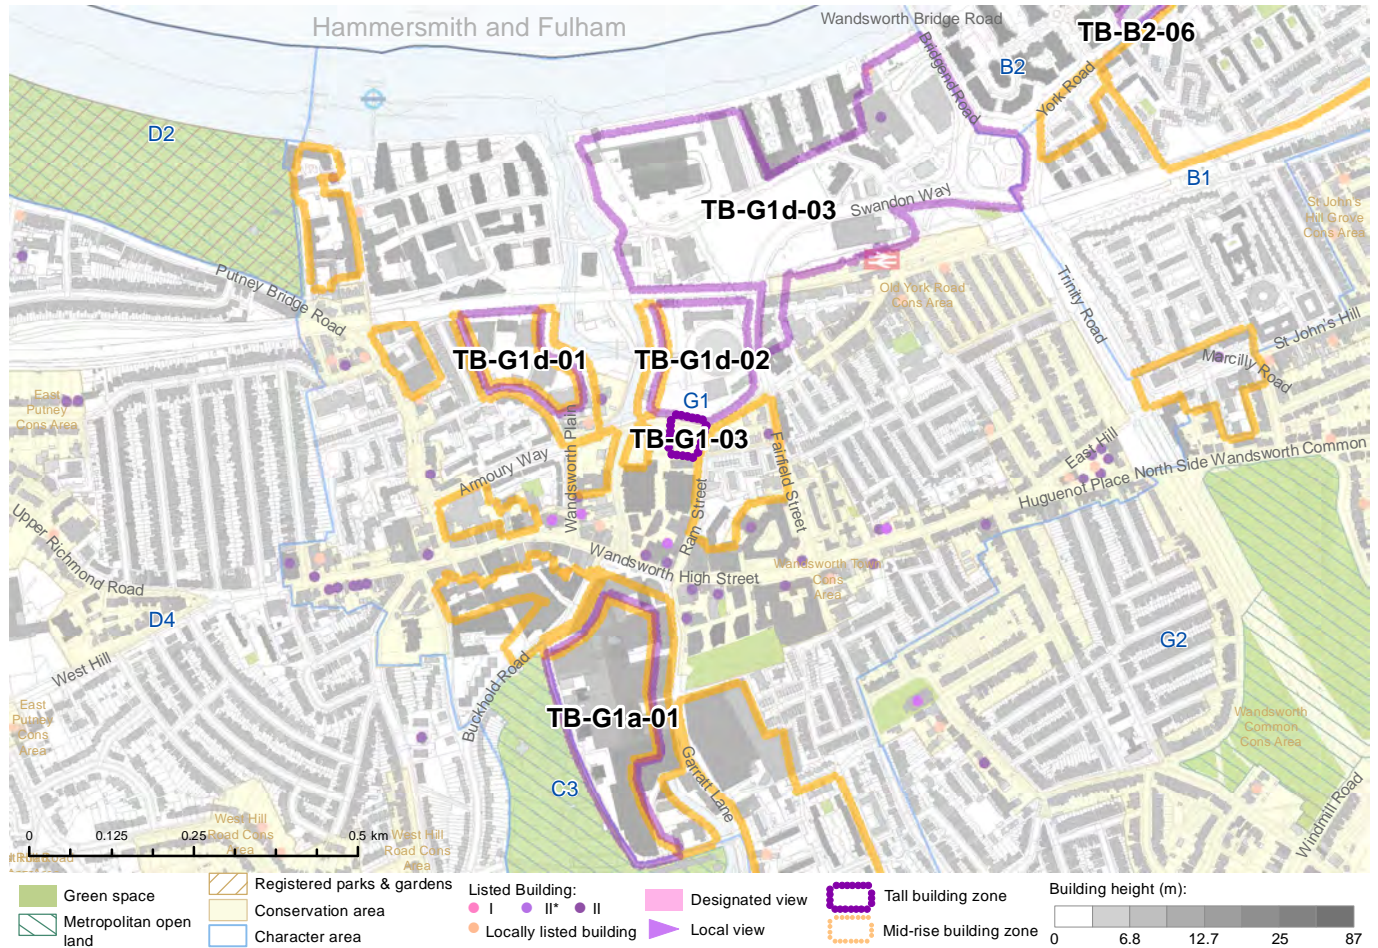 Hammersmith and Fulham
Wandsworth Bridge Road
TB-B2-06
Bridgend Road
B2
York Road
D2
B1
TB-G1d-03
Swandon Way
St John's
Hill Grove
Cons Area
Putney Bridge Road
Old York Road
Cons Area
Trinity Road
St John's Hill
Marcilly Road
TB-G1d-01
TB-G1d-02
East
Putney
Cons Area
G1
TB-G1-03
Wandsworth Plain
Fairfield Street
East Hill
Armoury Way
Huguenot Place North Side Wandsworth Common
Ram Street
Upper Richmond Road
Wandsworth High Street
Wandsworth Town
Cons
Area
D4
G2
West Hill
Buckhold Road
East
Putney
Cons
Area
TB-G1a-01
Wandsworth
Common
Cons Area
Garratt Lane
C3
Windmill Road
West Hill
Road Cons
Area
West Hill
Road Cons
Area
0 0.125 0.25 0.5 km
Green space
Metropolitan open
land
Registered parks & gardens
Conservation area
Character area
Listed Building:
I II* II
Locally listed building
Designated view
Local view
Tall building zone
Mid-rise building zone
Building height (m):
0 6.8 12.7 25 87